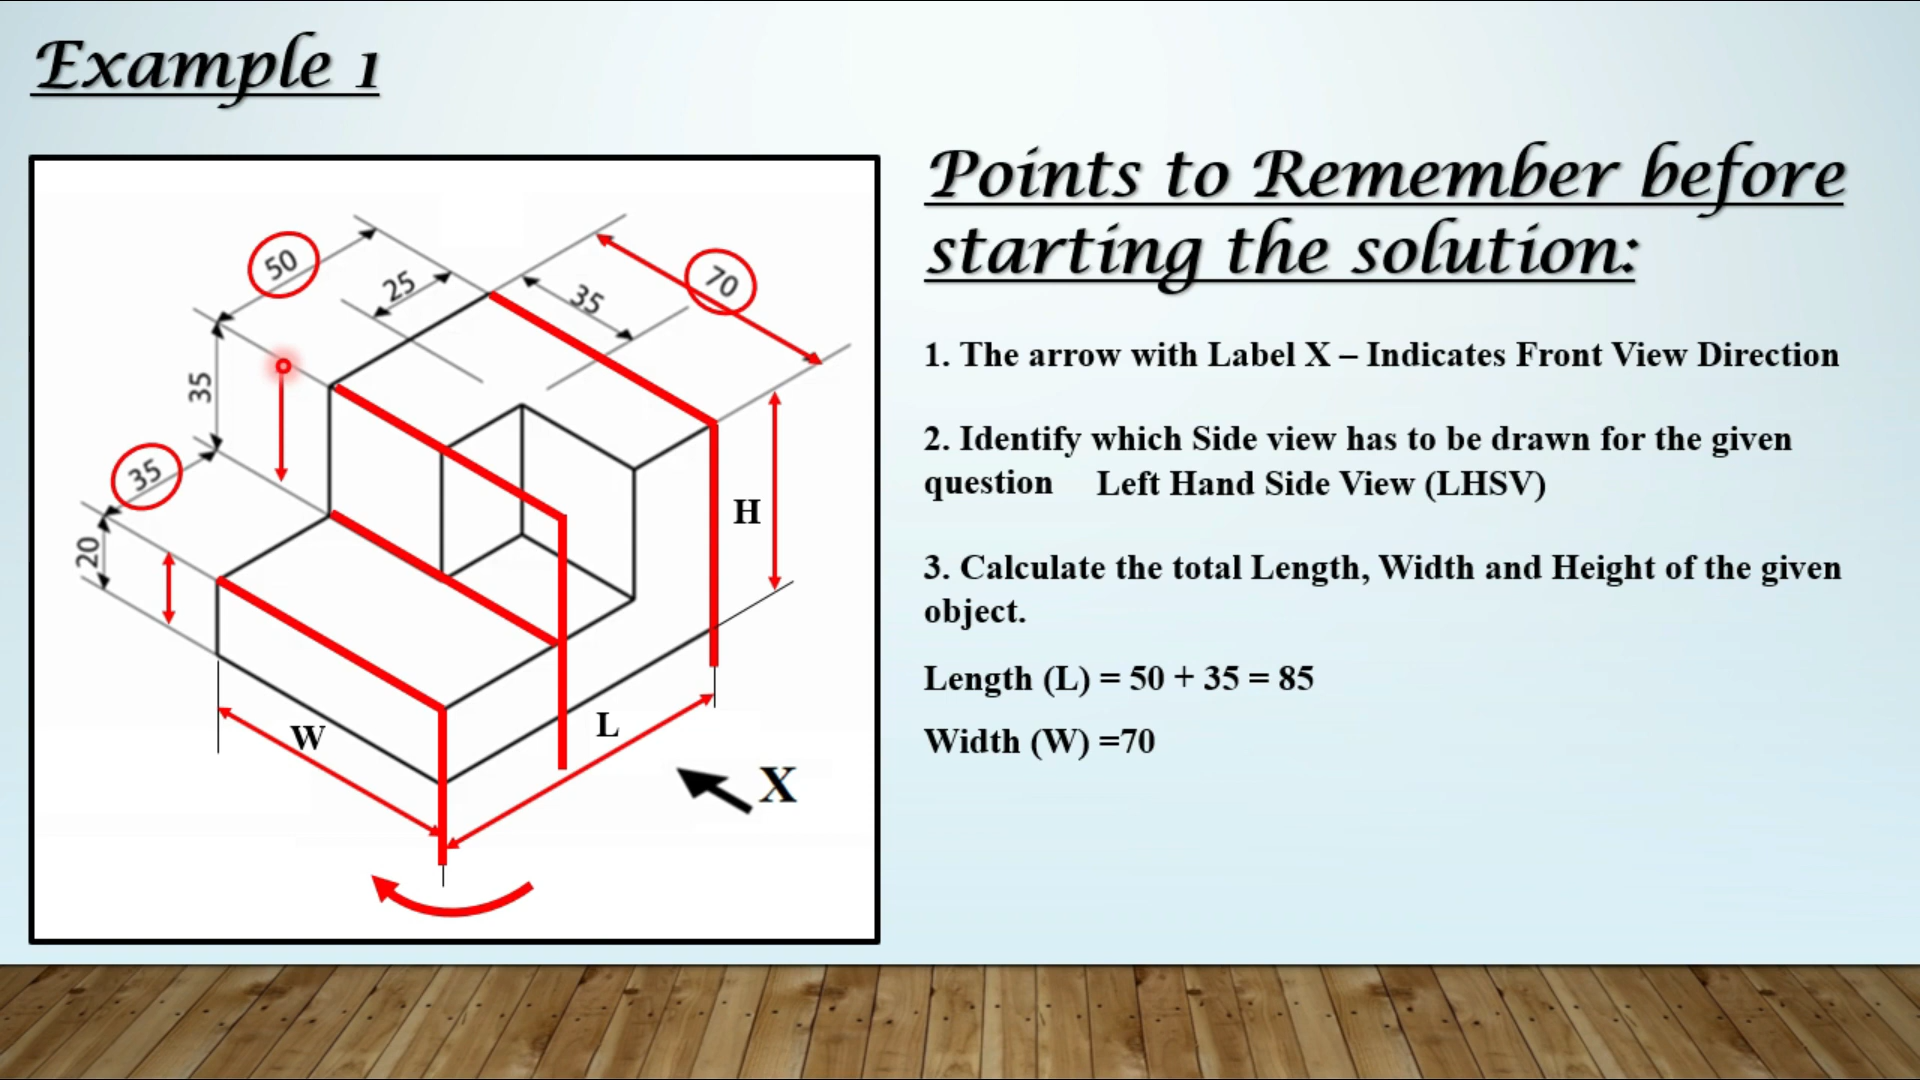 Example 1
Points to Remember before
starting the solution:
1. The arrow with Label X – Indicates Front View Direction
2. Identify which Side view has to be drawn for the given
question Left Hand Side View (LHSV)
3. Calculate the total Length, Width and Height of the given
object.
Length (L) = 50 + 35 = 85
Width (W) =70
50
25
35
70
35
35
20
H
W
L
X